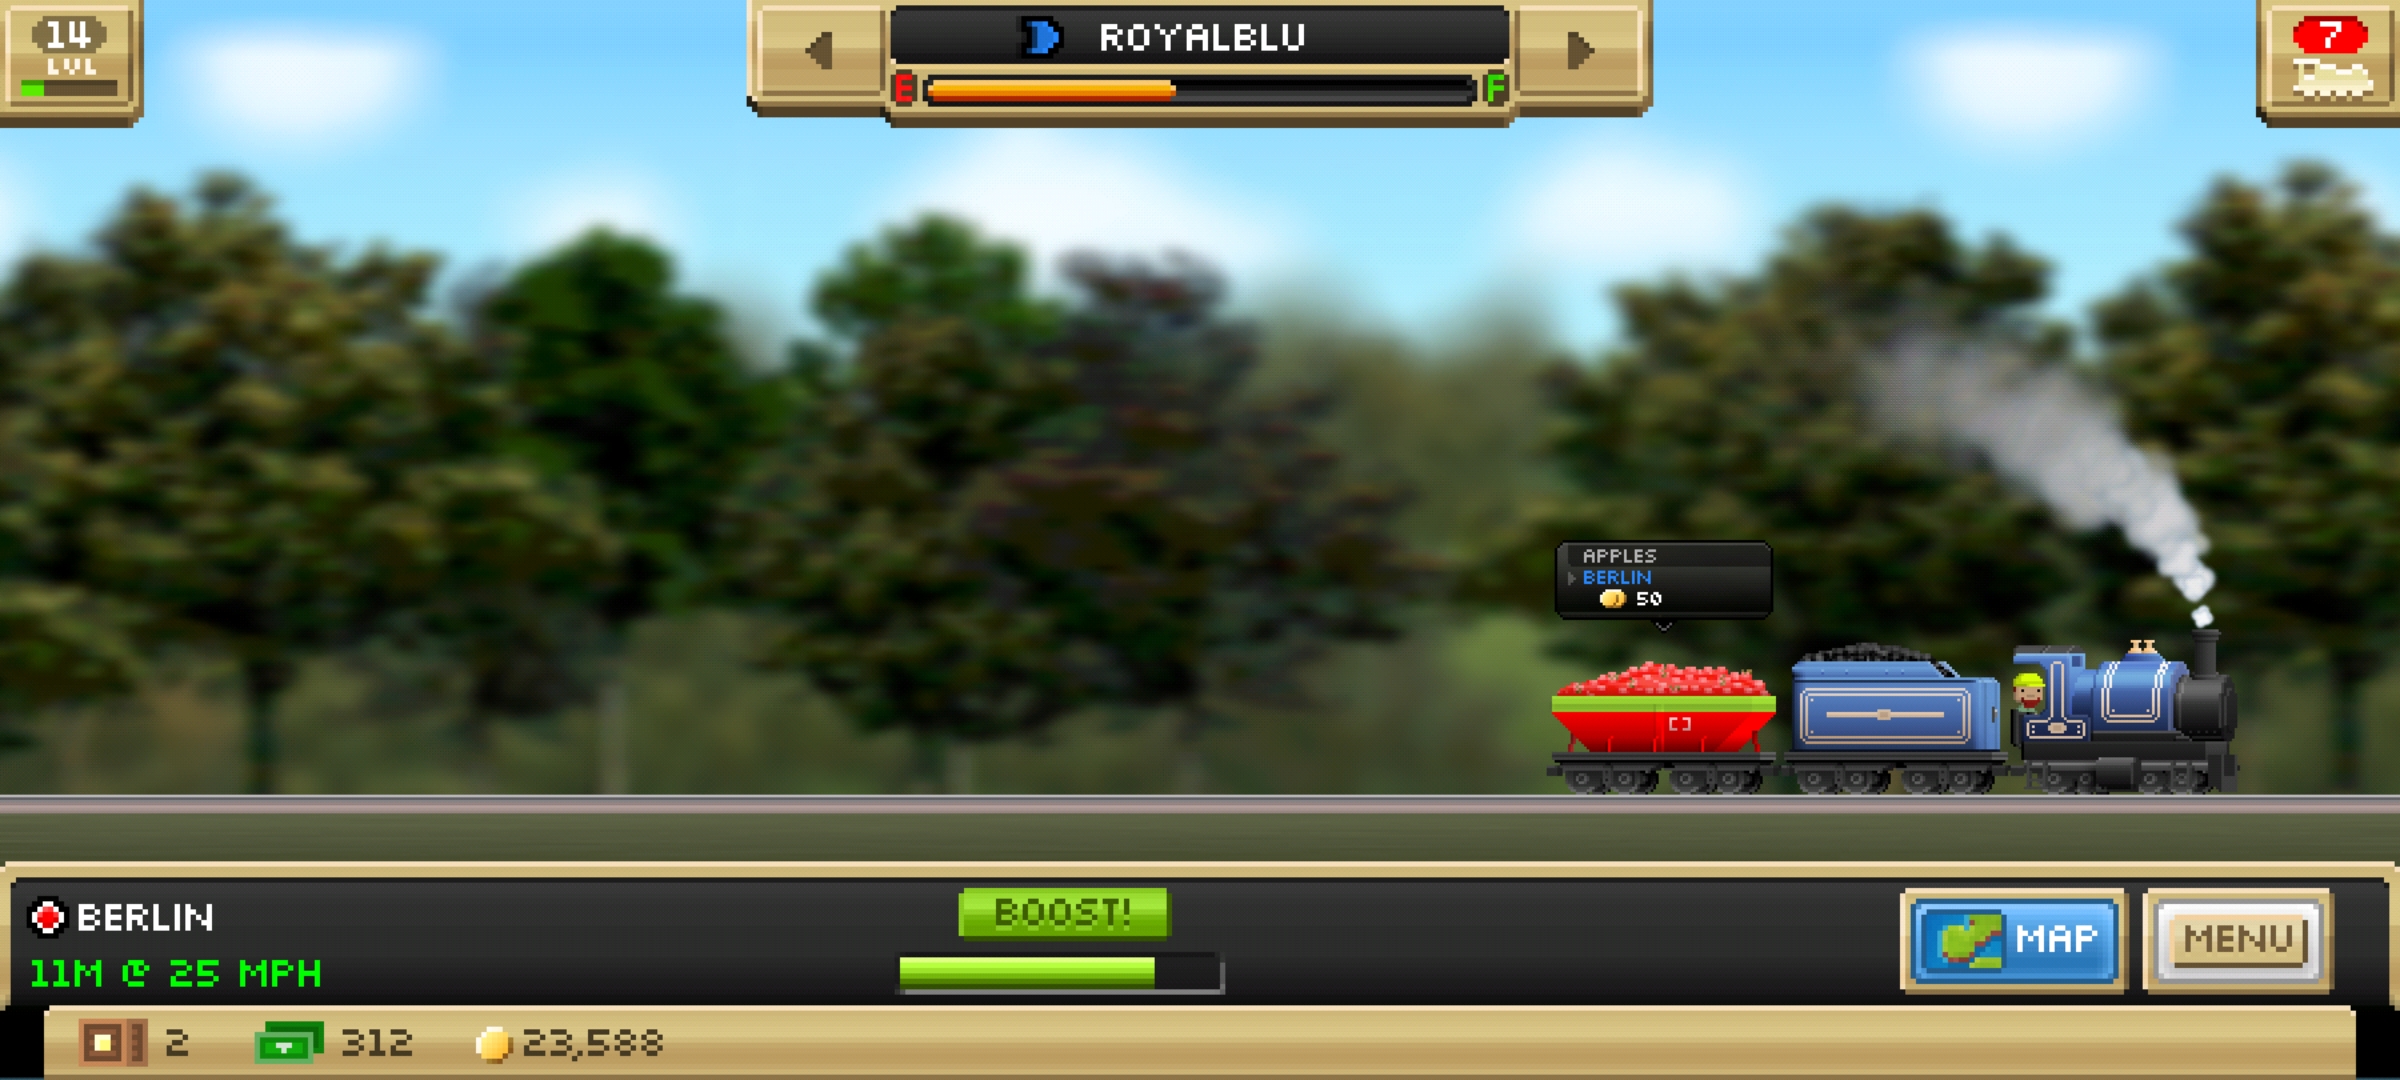 14
LVL
ROYALBLU
E F
7
APPLES
BERLIN
50
BERLIN
11M @ 25 MPH
BOOST!
MAP
MENU
2 312 23,588